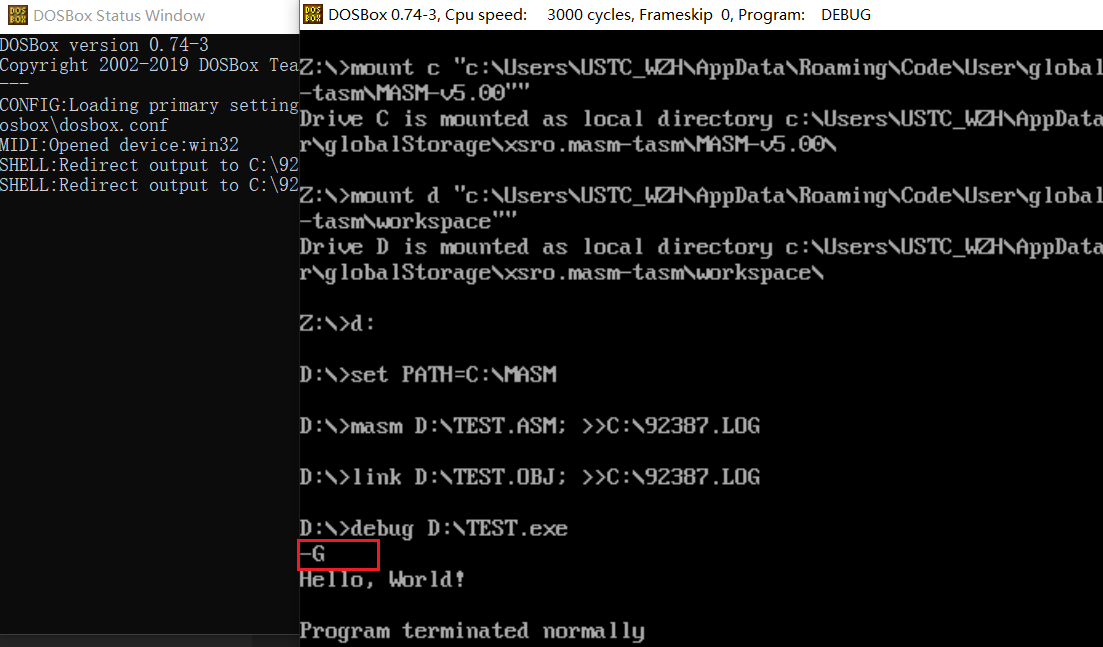 DOSBox Status Window
DOSBox version 0.74-3
Copyright 2002-2019 DOSBox Tea
---
CONFIG:Loading primary setting
osbox\dosbox.conf
MIDI:Opened device:win32
SHELL:Redirect output to C:\92
SHELL:Redirect output to C:\92
DOSBox 0.74-3, Cpu speed: 3000 cycles, Frameskip 0, Program: DEBUG
Z:\>mount c "c:\Users\USTC_WZH\AppData\Roaming\Code\User\global
-tasm\MASM-v5.00""
Drive C is mounted as local directory c:\Users\USTC_WZH\AppData
r\globalStorage\xsro.masm-tasm\MASM-v5.00\
Z:\>mount d "c:\Users\USTC_WZH\AppData\Roaming\Code\User\global
-tasm\workspace""
Drive D is mounted as local directory c:\Users\USTC_WZH\AppData
r\globalStorage\xsro.masm-tasm\workspace\
Z:\>d:
D:\>set PATH=C:\MASM
D:\>masm D:\TEST.ASM; >>C:\92387.LOG
D:\>link D:\TEST.OBJ; >>C:\92387.LOG
D:\>debug D:\TEST.exe
-G
Hello, World!
Program terminated normally